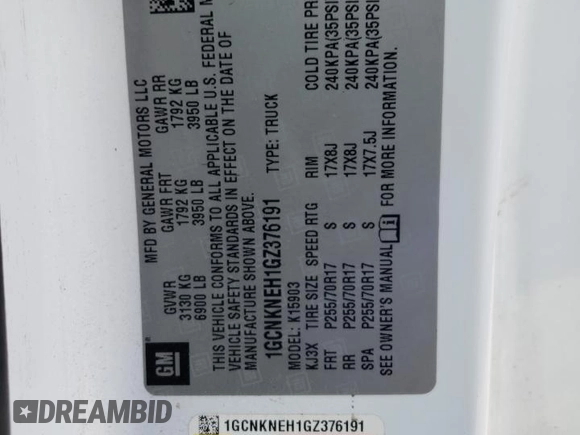 MFD BY GENERAL MOTORS LLC
GVWR GAWR FRT GAWR RR
3130 KG 1792 KG 1792 KG
6900 LB 3950 LB 3950 LB
THIS VEHICLE CONFORMS TO ALL APPLICABLE U.S. FEDERAL
VEHICLE SAFETY STANDARDS IN EFFECT ON THE DATE OF
MANUFACTURE SHOWN ABOVE.
1GCNKNEH1GZ376191 TYPE: TRUCK
MODEL: K15903
KJ3X TIRE SIZE SPEED RTG RIM COLD TIRE
FRT P255/70R17 S 17X8J 240KPA(35PSI
RR P255/70R17 S 17X8J 240KPA(35PSI
SPA P255/70R17 S 17X7.5J 240KPA(35PSI
SEE OWNER'S MANUAL FOR MORE INFORMATION.
GM
1GCNKNEH1GZ376191
BIDHISTORY